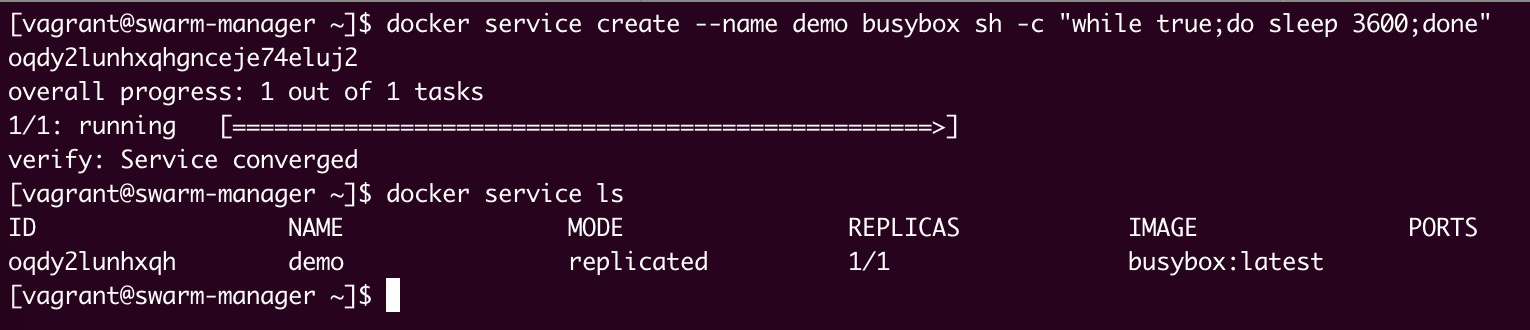 [vagrant@swarm-manager ~]$ docker service create --name demo busybox sh -c "while true;do sleep 3600;done"
oqdy2lunhxqhgnceje74eluj2
overall progress: 1 out of 1 tasks
1/1: running   [==================================================>]
verify: Service converged
[vagrant@swarm-manager ~]$ docker service ls
ID                  NAME                MODE                REPLICAS            IMAGE               PORTS
oqdy2lunhxqh        demo                replicated          1/1                 busybox:latest
[vagrant@swarm-manager ~]$